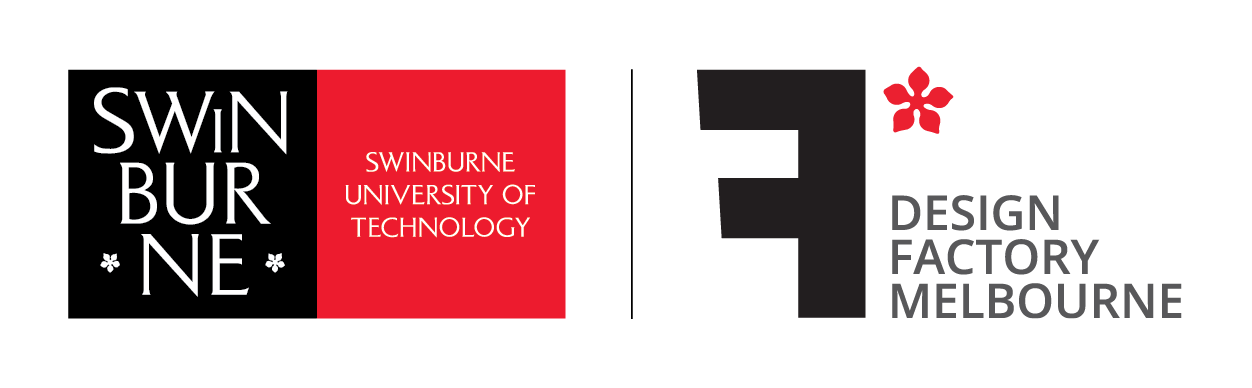 SWiN
BUR
NE
SWINBURNE
UNIVERSITY OF
TECHNOLOGY
DESIGN
FACTORY
MELBOURNE